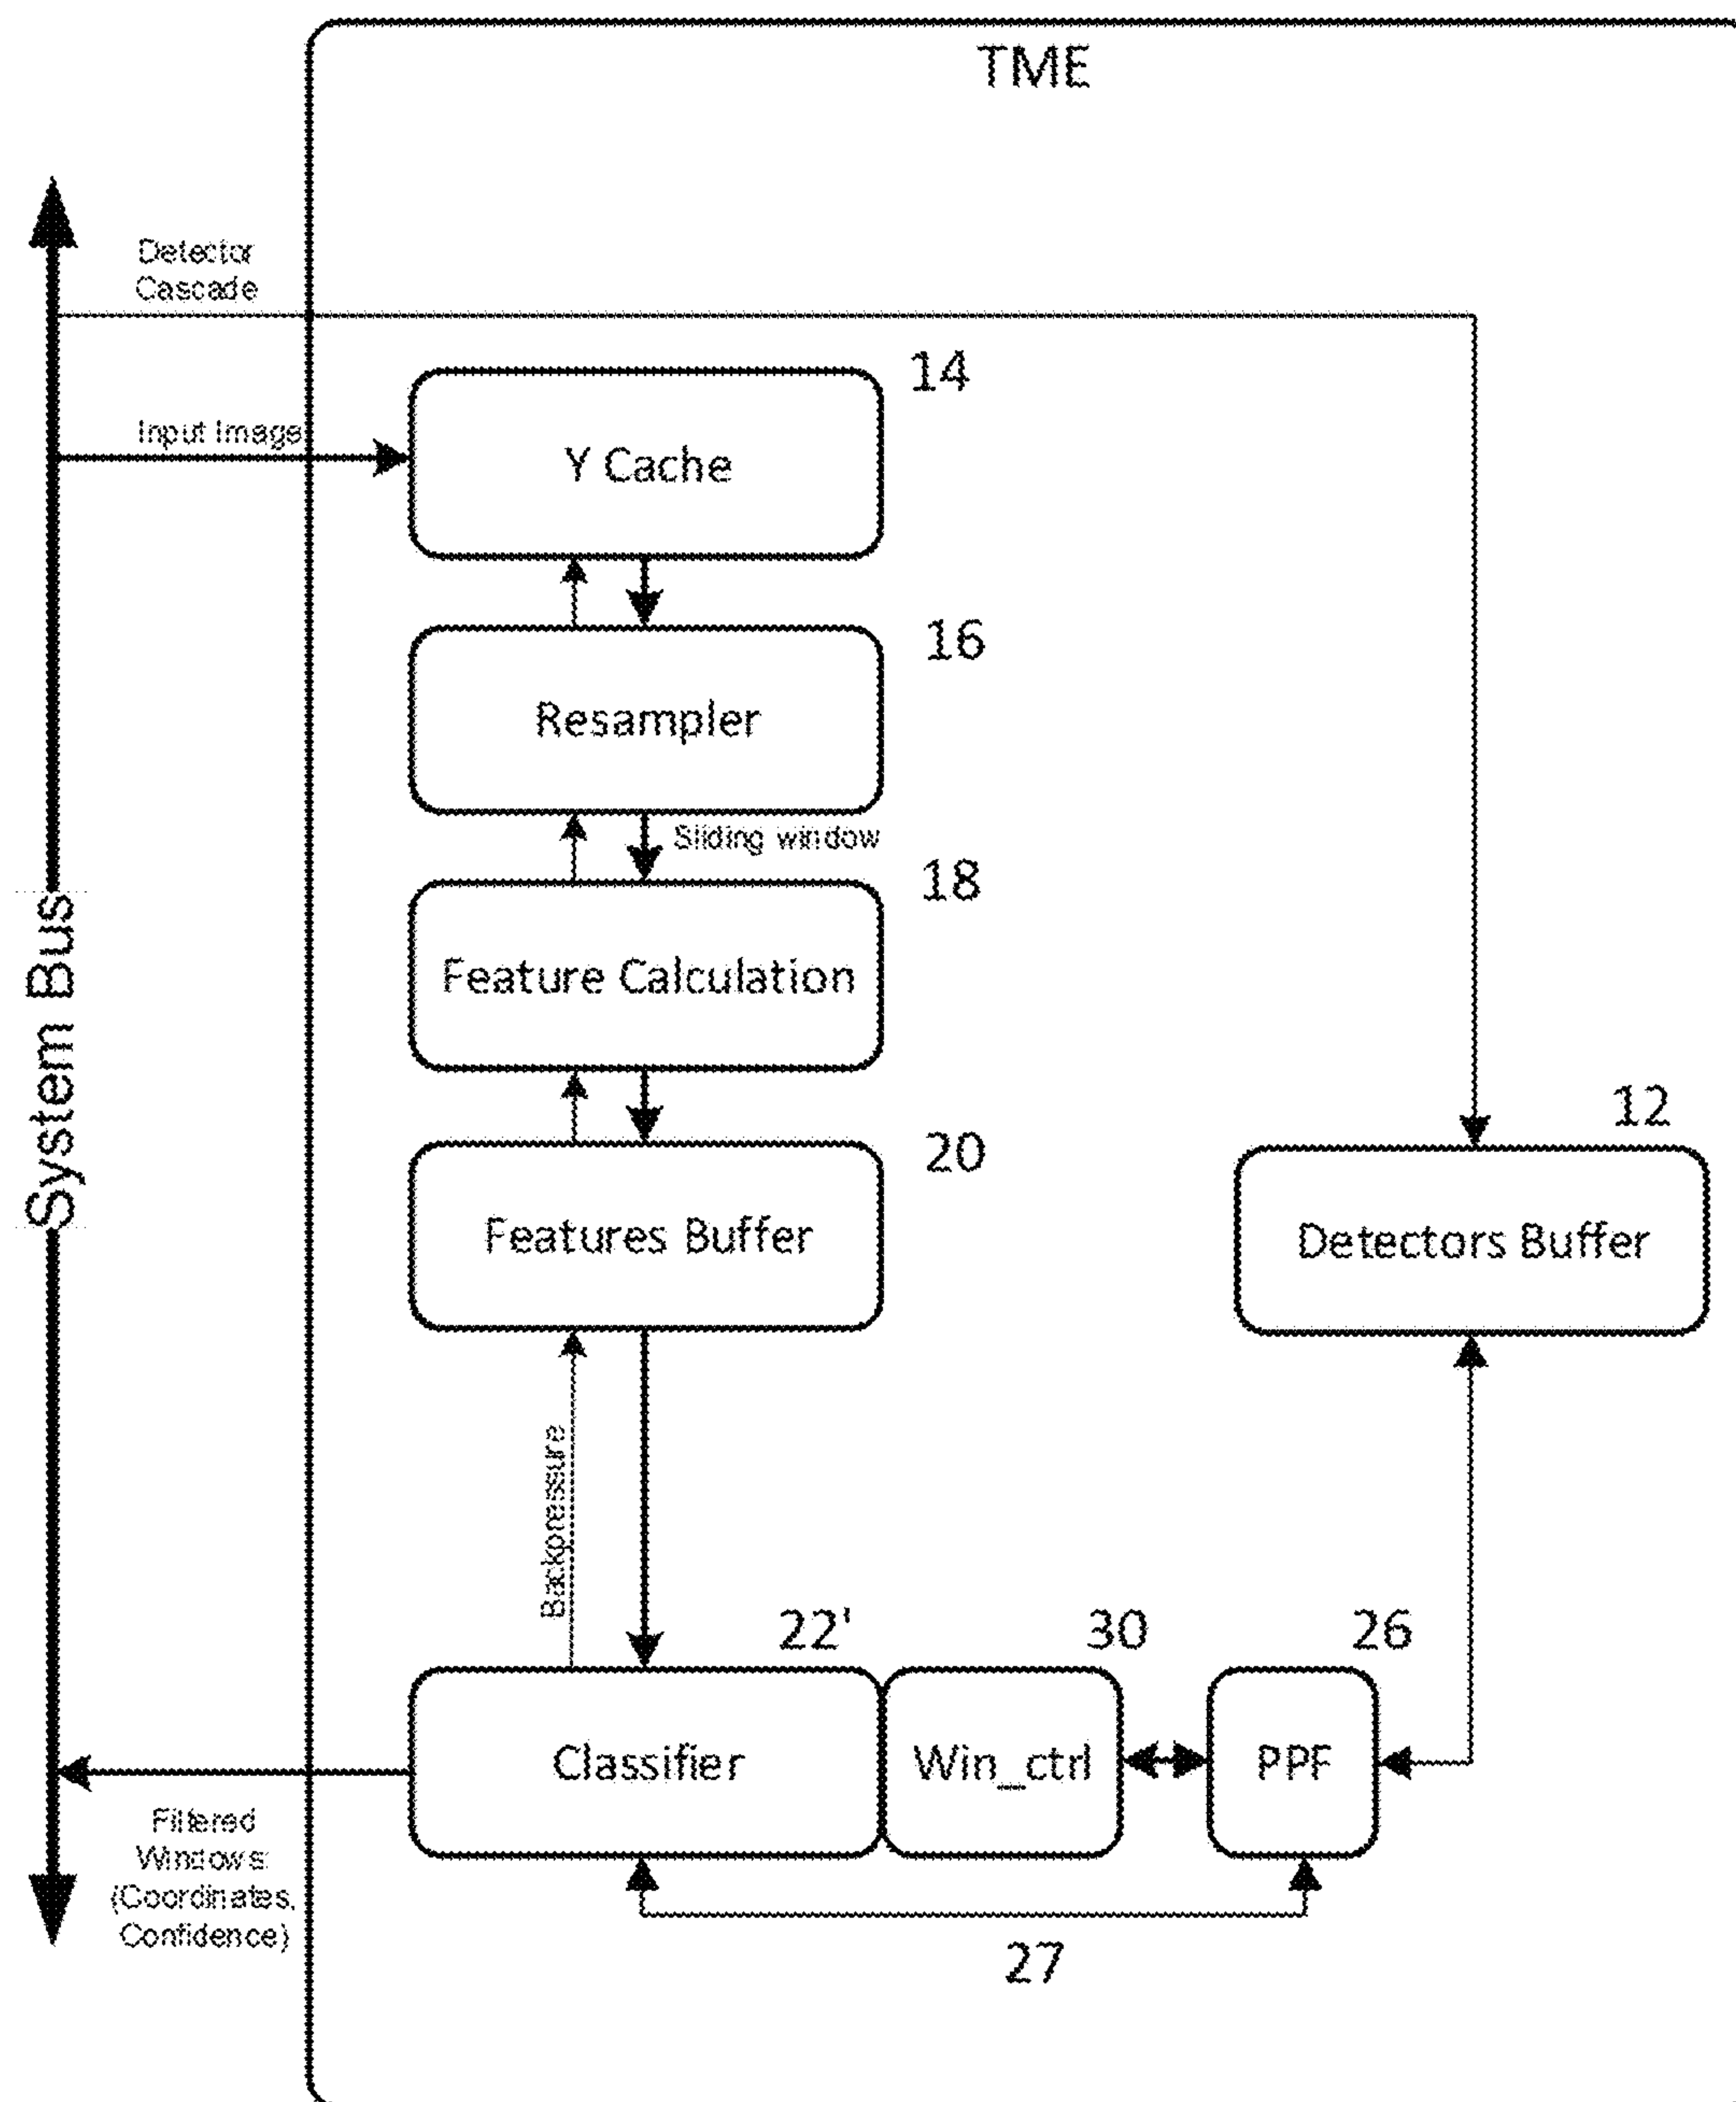 TME
Detector
Cascade
14
Input Image
Y Cache
16
Resampler
Sliding window
18
Feature Calculation
System Bus
12
20
Features Buffer
Detectors Buffer
Backpressure
22'
30
26
Classifier
Win_ctrl
PPF
Filtered
Windows
(Coordinates,
Confidence)
27